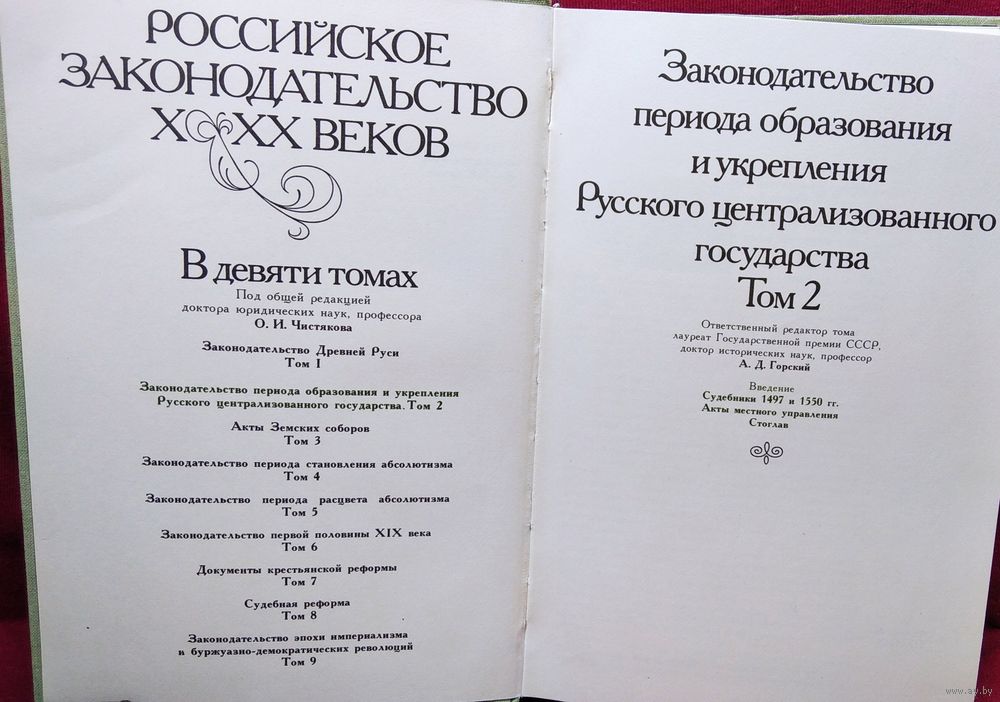 РОССИЙСКОЕ
ЗАКОНОДАТЕЛЬСТВО
X–XX ВЕКОВ
В девяти томах
Под общей редакцией
доктора юридических наук, профессора
О. И. Чистякова
Законодательство Древней Руси
Том 1
Законодательство периода образования и укрепления
Русского централизованного государства. Том 2
Акты Земских соборов
Том 3
Законодательство периода становления абсолютизма
Том 4
Законодательство периода расцвета абсолютизма
Том 5
Законодательство первой половины XIX века
Том 6
Документы крестьянской реформы
Том 7
Судебная реформа
Том 8
Законодательство эпохи империализма
и буржуазно-демократических революций
Том 9
Законодательство
периода образования
и укрепления
Русского централизованного
государства
Том 2
Ответственный редактор тома
лауреат Государственной премии СССР,
доктор исторических наук, профессор
А. Д. Горский
Введение
Судебники 1497 и 1550 гг.
Акты местного управления
Стоглав
www.ay.by